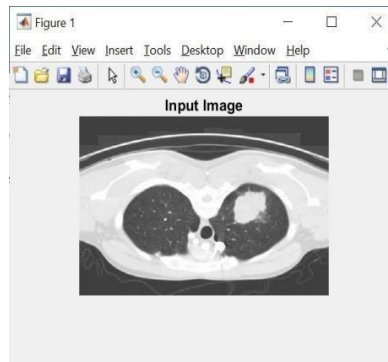 Figure 1
File Edit View Insert Tools Desktop Window Help
Input Image